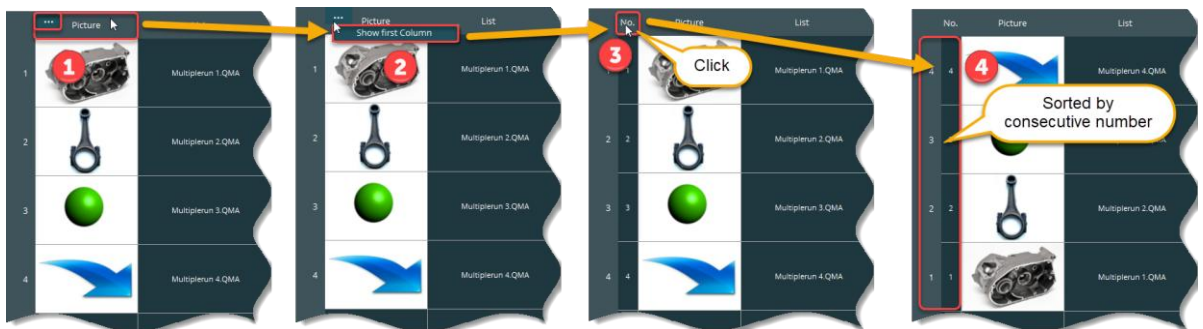 ... Picture
1 Multiplerun 1.QMA
2 Multiplerun 2.QMA
3 Multiplerun 3.QMA
4 Multiplerun 4.QMA
1
... Picture List
Show first Column
1 Multiplerun 1.QMA
2 Multiplerun 2.QMA
3 Multiplerun 3.QMA
4 Multiplerun 4.QMA
2
No. Picture List
1 1 Multiplerun 1.QMA
2 2 Multiplerun 2.QMA
3 3 Multiplerun 3.QMA
4 4 Multiplerun 4.QMA
3
Click
No. Picture List
4 4 Multiplerun 4.QMA
3
2 2 Multiplerun 2.QMA
1 1 Multiplerun 1.QMA
4
Sorted by
consecutive number